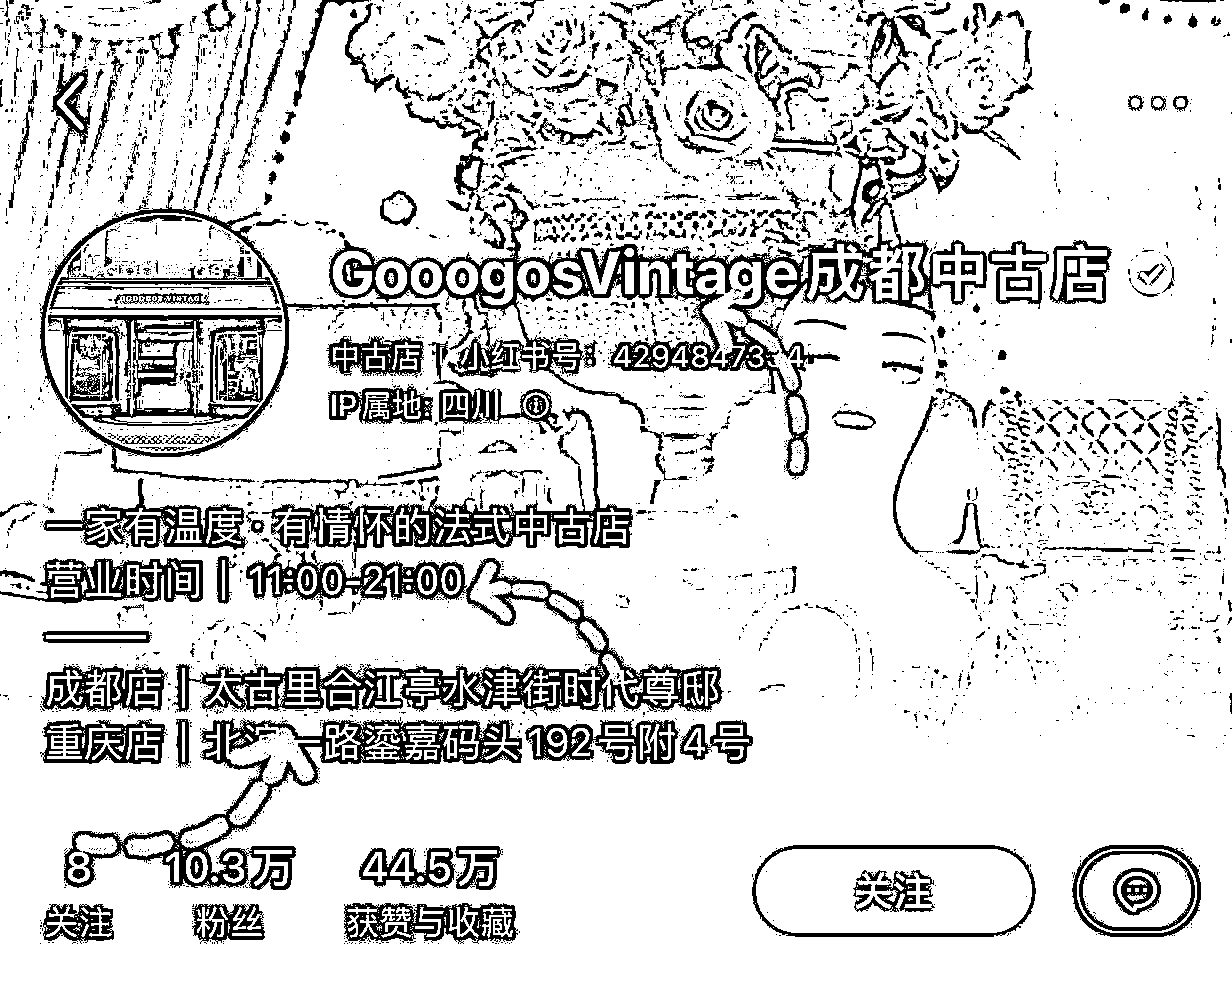 GooogosVintage成都中古店
中古店 | 小红书号：42948473 4
IP属地：四川
一家有温度·有情怀的法式中古店
营业时间 | 11:00-21:00
成都店 | 太古里合江亭水津街时代尊邸
重庆店 | 北 一路鎏嘉码头192号附4号
8 10.3万 44.5万
关注 粉丝 获赞与收藏
关注